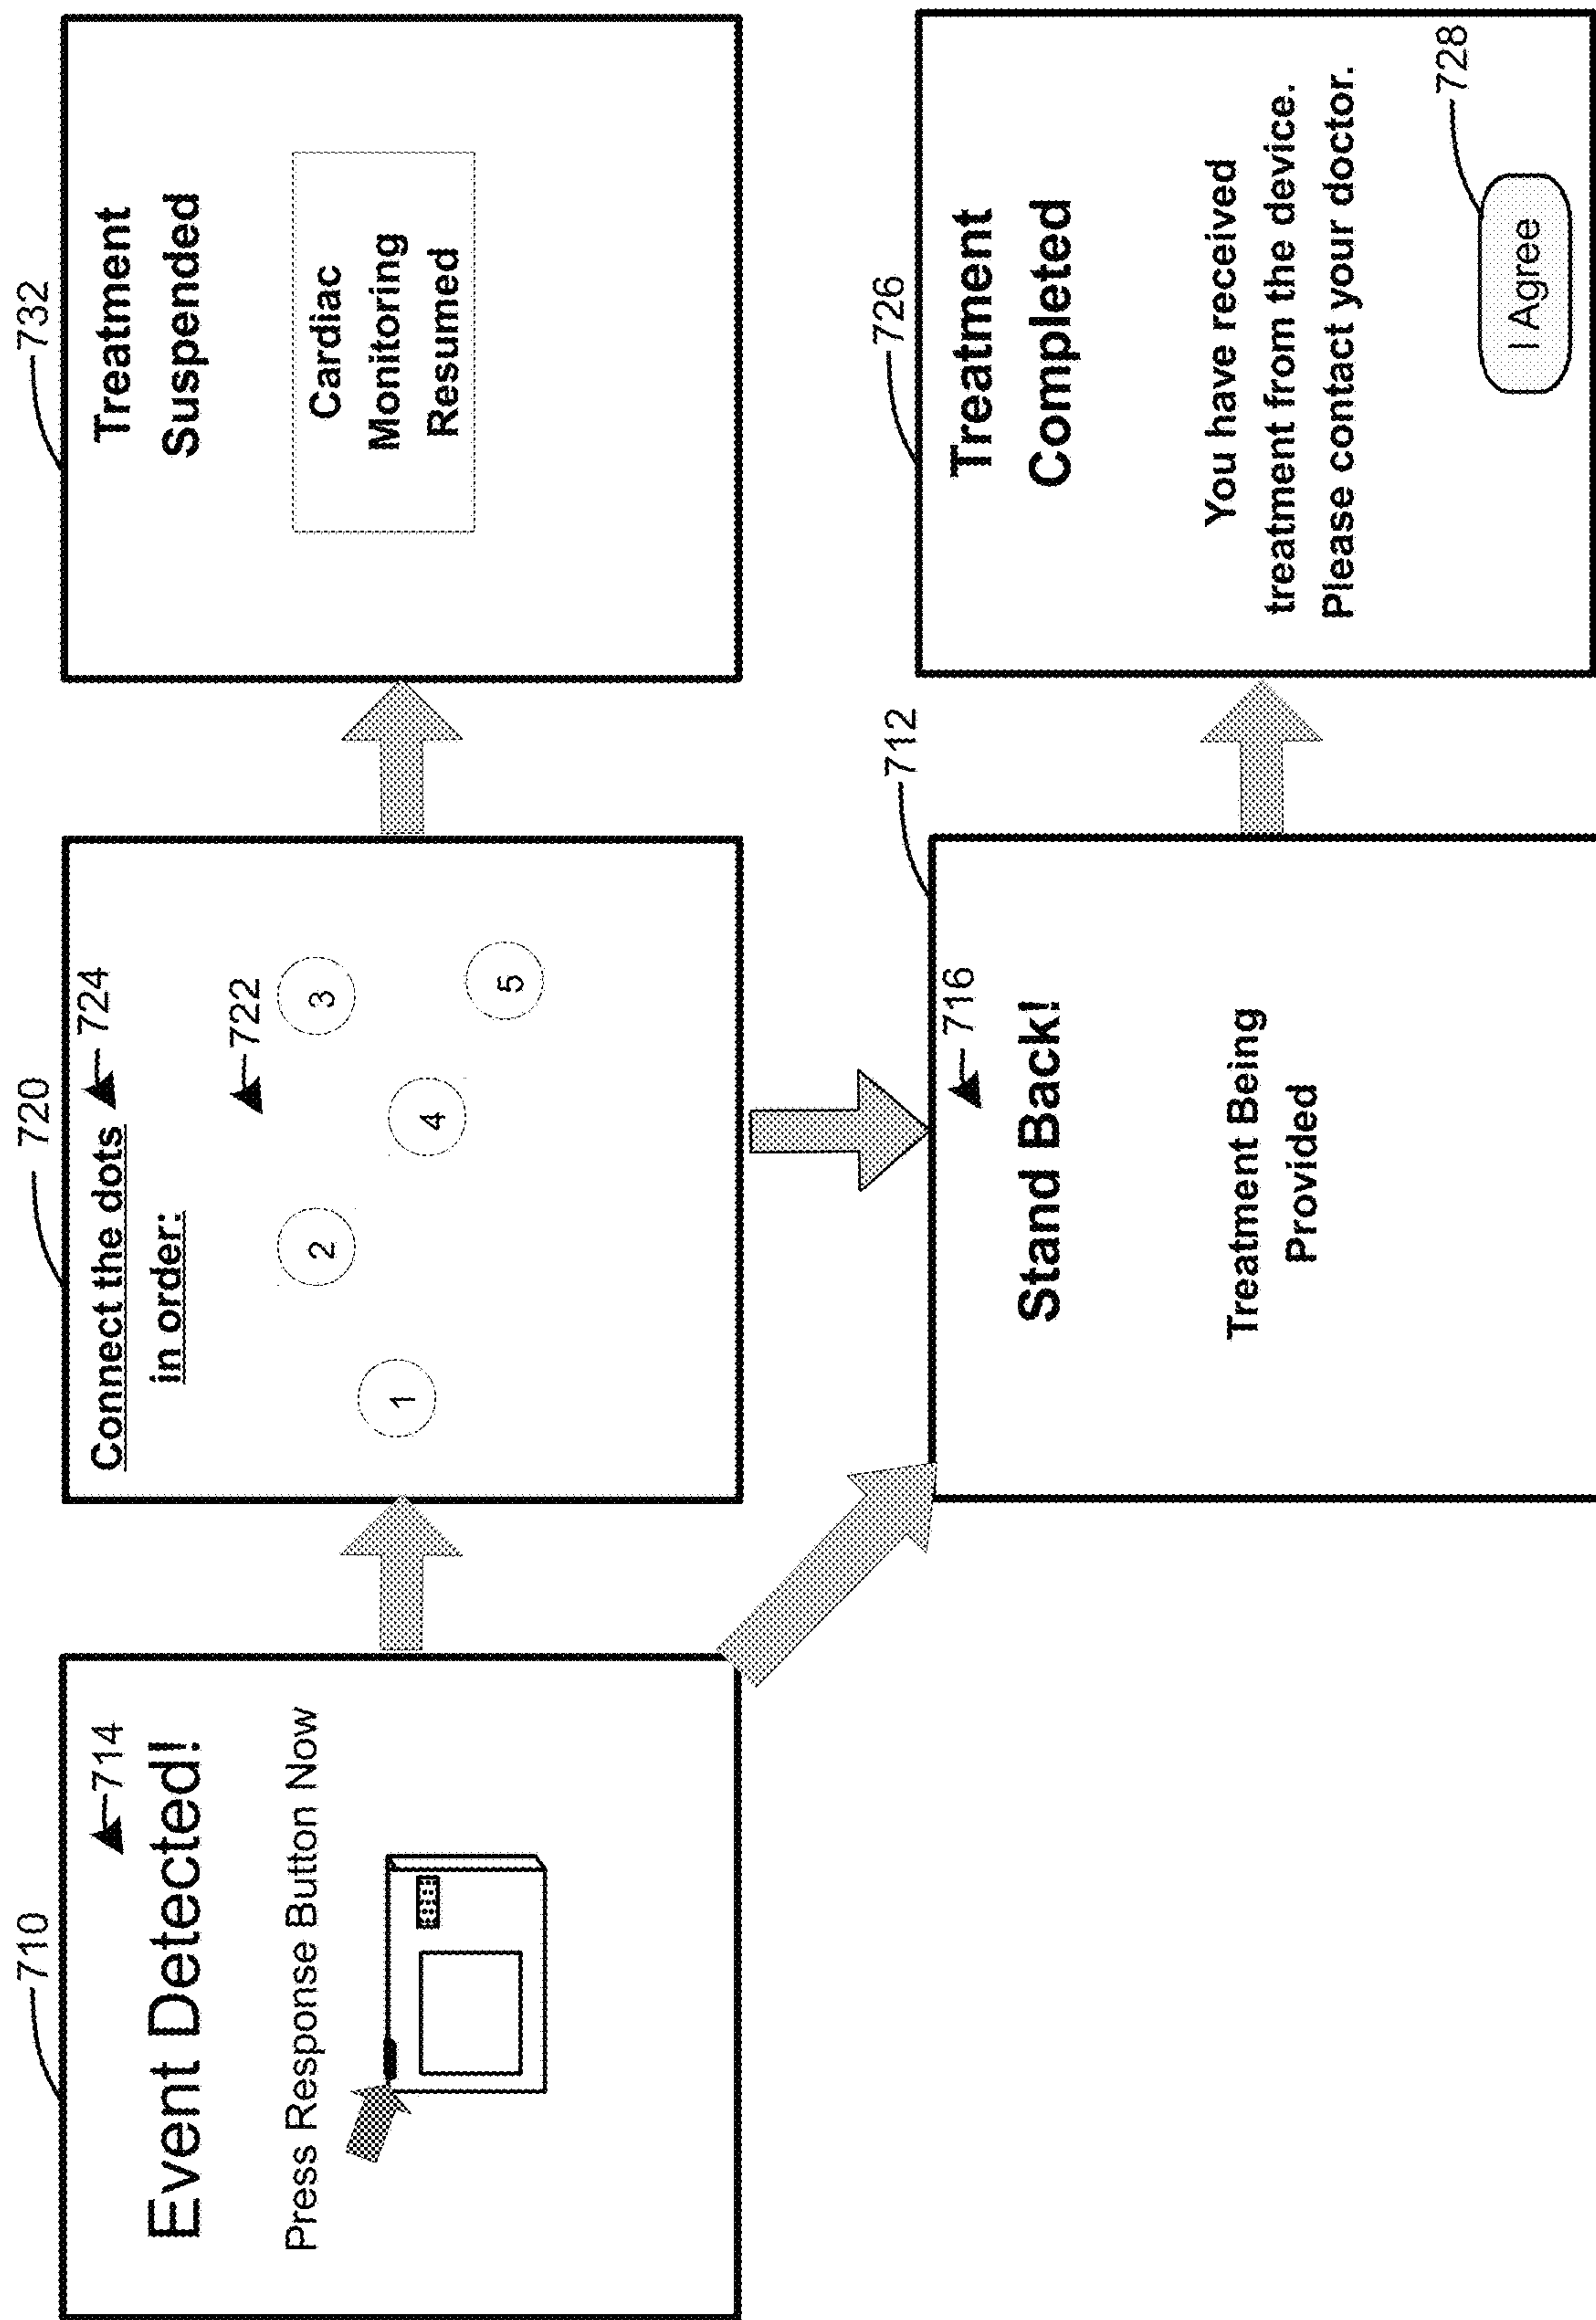 710
714
Event Detected!
Press Response Button Now
720
Connect the dots
724
in order:
722
1
2
3
4
5
732
Treatment
Suspended
Cardiac
Monitoring
Resumed
712
716
Stand Back!
Treatment Being
Provided
726
Treatment
Completed
You have received
treatment from the device.
Please contact your doctor.
728
I Agree